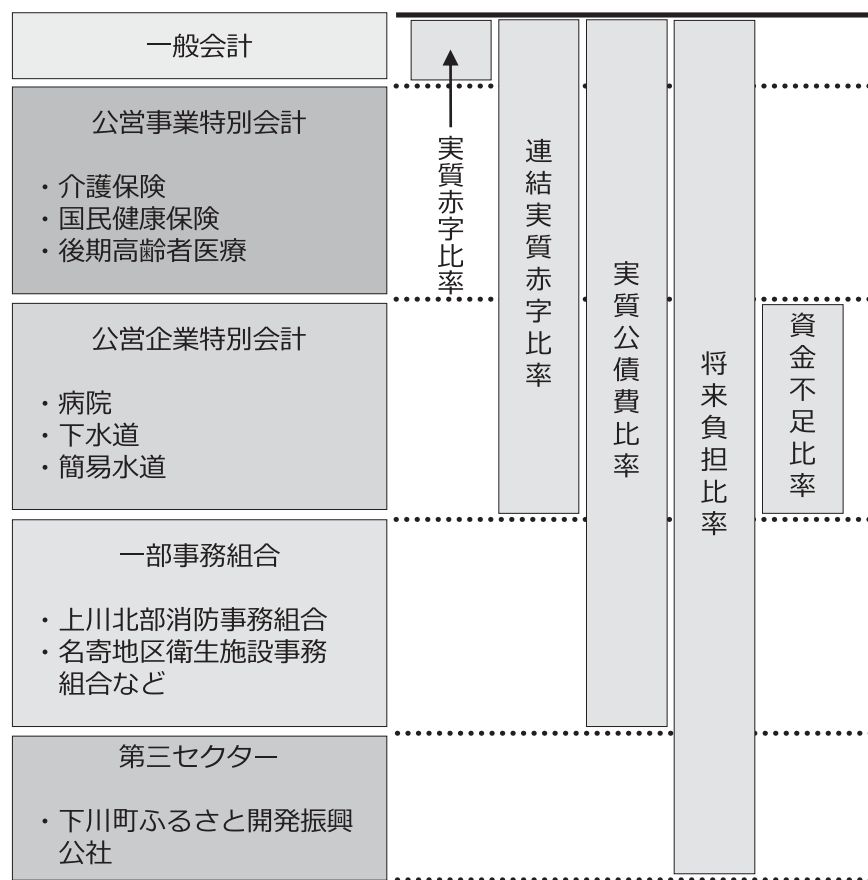 一般会計
公営事業特別会計
・介護保険
・国民健康保険
・後期高齢者医療
公営企業特別会計
・病院
・下水道
・簡易水道
一部事務組合
・上川北部消防事務組合
・名寄地区衛生施設事務
組合など
第三セクター
・下川町ふるさと開発振興
公社
実質赤字比率
連結実質赤字比率
実質公債費比率
将来負担比率
資金不足比率